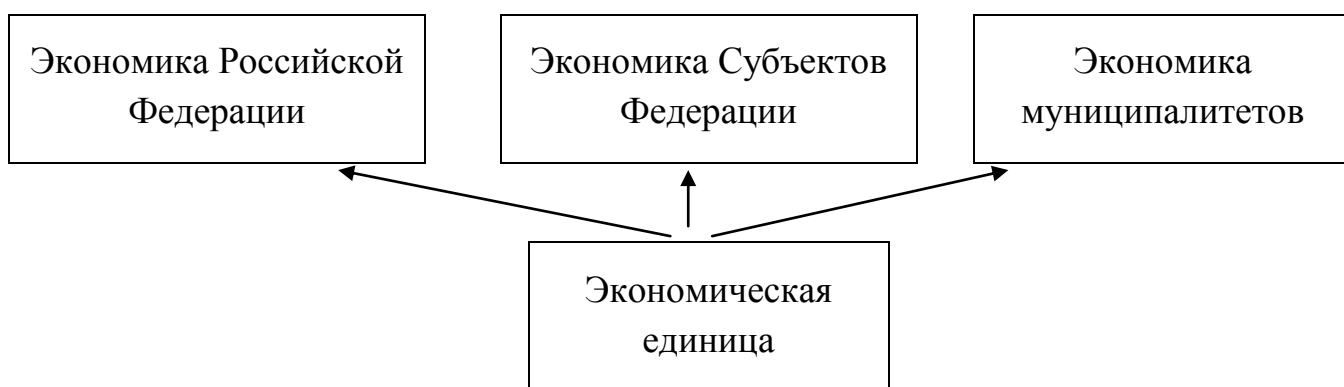 Экономика Российской
Федерации
Экономика Субъектов
Федерации
Экономика
муниципалитетов
Экономическая
единица